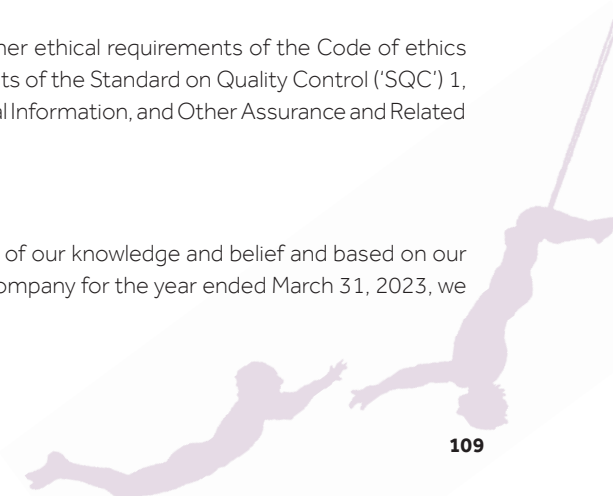 ner ethical requirements of the Code of ethics
ts of the Standard on Quality Control (‘SQC’) 1,
al Information, and Other Assurance and Related
of our knowledge and belief and based on our
ompany for the year ended March 31, 2023, we
109